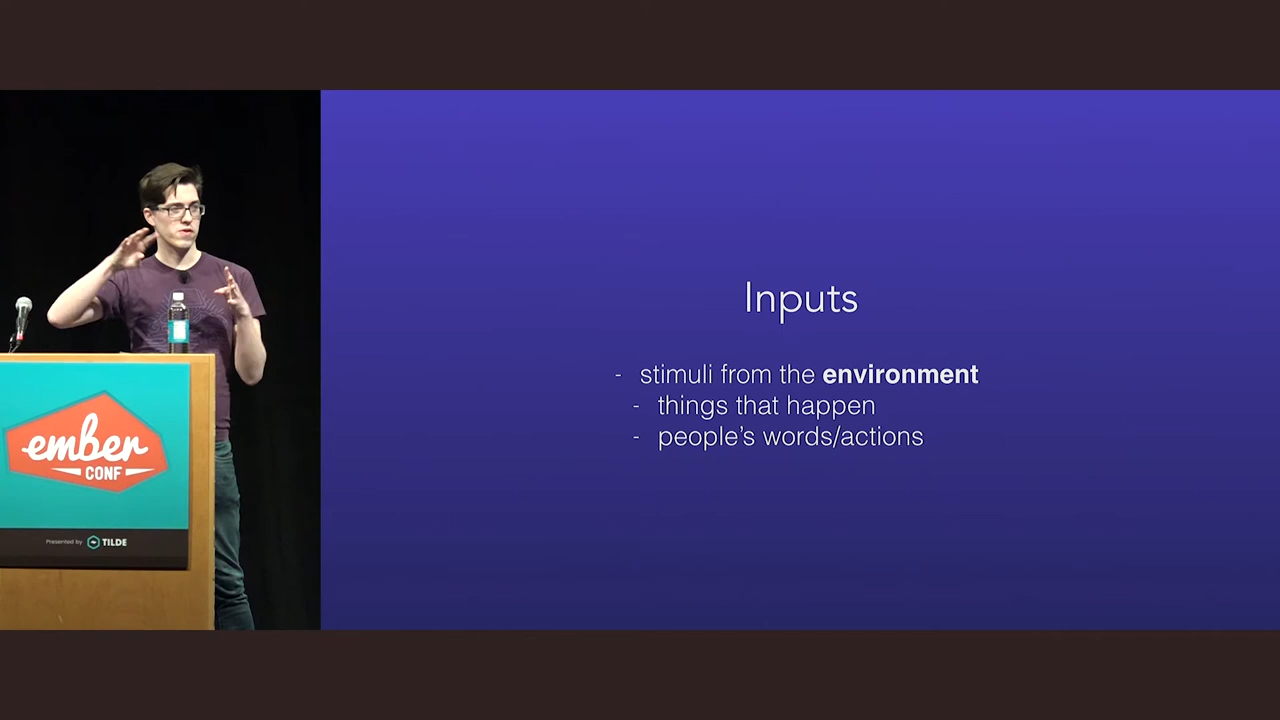 Inputs
- stimuli from the environment
- things that happen
- people's words/actions
ember
CONF
Presented by TILDE